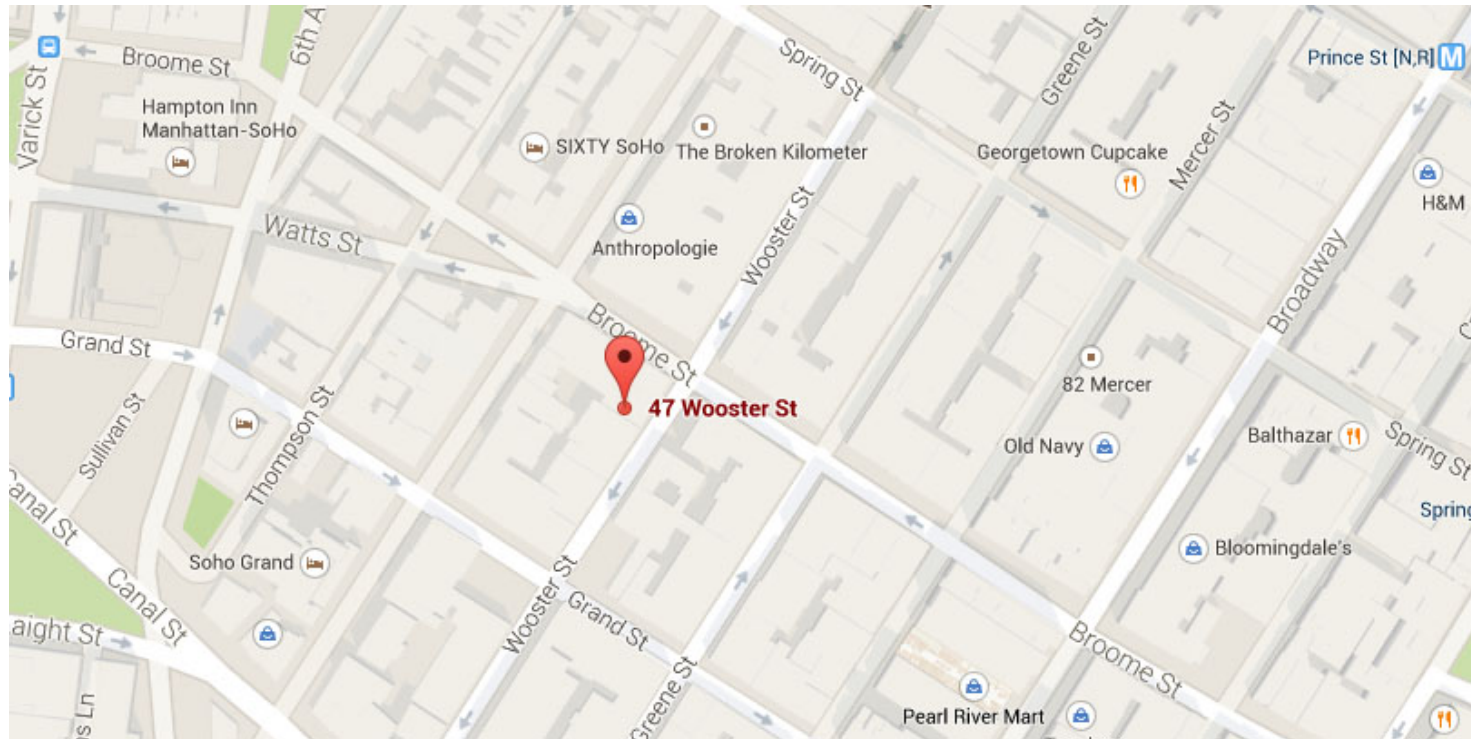 Spring St
Greene St
Prince St [N,R]
M
Varick St
Broome St
6th A
Hampton Inn
Manhattan-SoHo
SIXTY SoHo
The Broken Kilometer
Georgetown Cupcake
Mercer St
H&M
Watts St
Anthropologie
Wooster St
Broadway
Grand St
Broome St
47 Wooster St
82 Mercer
Sullivan St
Thompson St
Old Navy
Balthazar
Spring St
Canal St
Spring
Soho Grand
Bloomingdale's
Canal St
Wooster St
Grand St
aight St
Broome St
Greene St
Pearl River Mart
ns Ln